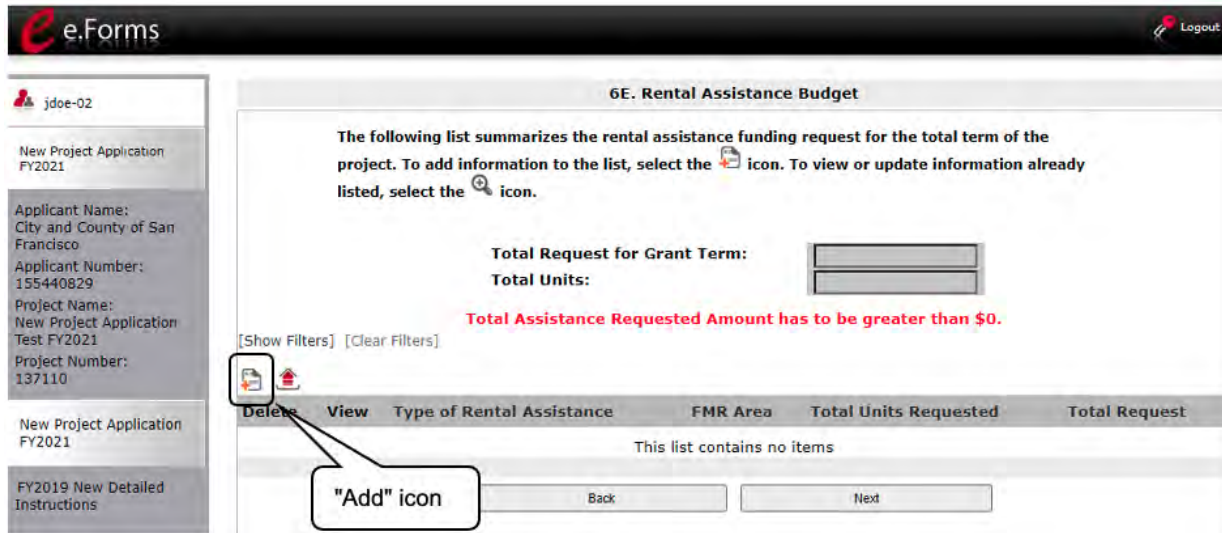 e e.Forms
Logout
jdoe-02
New Project Application
FY2021
Applicant Name:
City and County of San
Francisco
Applicant Number:
155440829
Project Name:
New Project Application
Test FY2021
Project Number:
137110
New Project Application
FY2021
FY2019 New Detailed
Instructions
6E. Rental Assistance Budget
The following list summarizes the rental assistance funding request for the total term of the
project. To add information to the list, select the icon. To view or update information already
listed, select the icon.
Total Request for Grant Term:
Total Units:
Total Assistance Requested Amount has to be greater than $0.
[Show Filters] [Clear Filters]
Delete View Type of Rental Assistance FMR Area Total Units Requested Total Request
This list contains no items
"Add" icon
Back Next